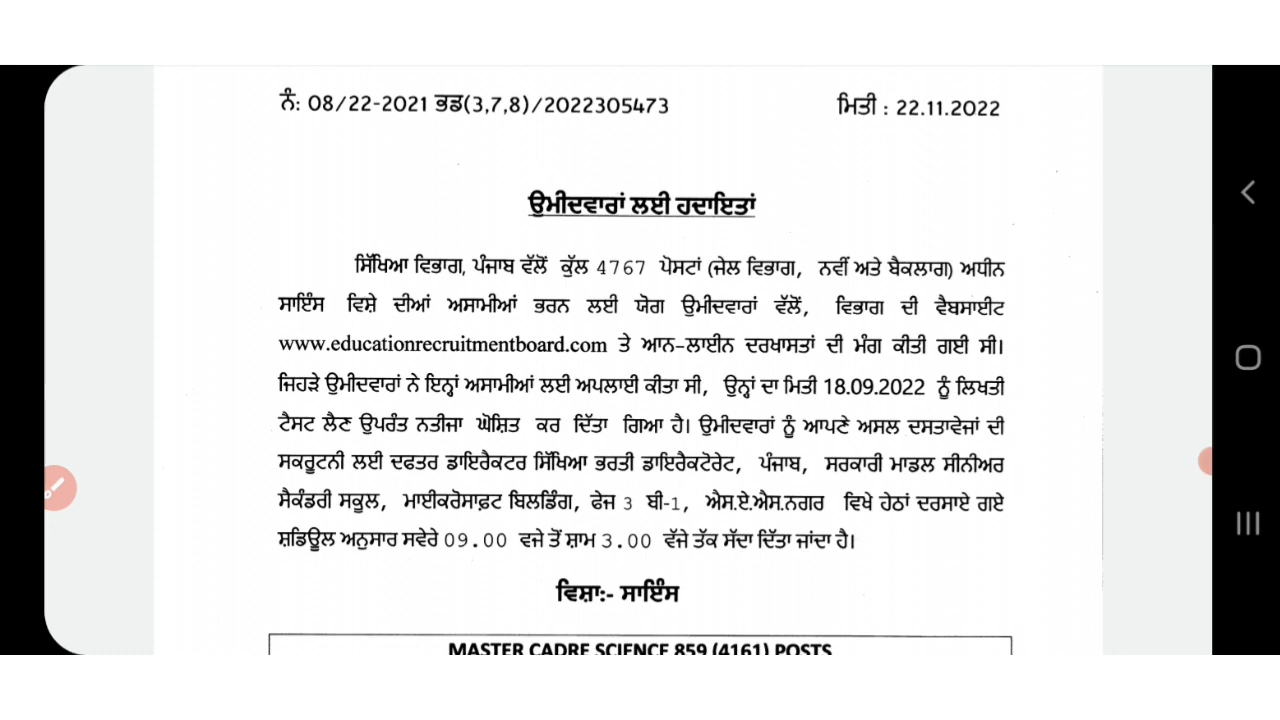 ਨੰ: 08/22-2021 ਭਡ(3,7,8)/2022305473 ਮਿਤੀ : 22.11.2022
ਉਮੀਦਵਾਰਾਂ ਲਈ ਹਦਾਇਤਾਂ
ਸਿੱਖਿਆ ਵਿਭਾਗ, ਪੰਜਾਬ ਵੱਲੋਂ ਕੁੱਲ 4767 ਪੋਸਟਾਂ (ਜੇਲ ਵਿਭਾਗ, ਨਵੀਂ ਅਤੇ ਬੈਕਲਾਗ) ਅਧੀਨ
ਸਾਇੰਸ ਵਿਸ਼ੇ ਦੀਆਂ ਅਸਾਮੀਆਂ ਭਰਨ ਲਈ ਯੋਗ ਉਮੀਦਵਾਰਾਂ ਵੱਲੋਂ, ਵਿਭਾਗ ਦੀ ਵੈਬਸਾਈਟ
www.educationrecruitmentboard.com ਤੇ ਆਨ-ਲਾਈਨ ਦਰਖਾਸਤਾਂ ਦੀ ਮੰਗ ਕੀਤੀ ਗਈ ਸੀ।
ਜਿਹੜੇ ਉਮੀਦਵਾਰਾਂ ਨੇ ਇਨ੍ਹਾਂ ਅਸਾਮੀਆਂ ਲਈ ਅਪਲਾਈ ਕੀਤਾ ਸੀ, ਉਨ੍ਹਾਂ ਦਾ ਮਿਤੀ 18.09.2022 ਨੂੰ ਲਿਖਤੀ
ਟੈਸਟ ਲੈਣ ਉਪਰੰਤ ਨਤੀਜਾ ਘੋਸ਼ਿਤ ਕਰ ਦਿੱਤਾ ਗਿਆ ਹੈ। ਉਮੀਦਵਾਰਾਂ ਨੂੰ ਆਪਣੇ ਅਸਲ ਦਸਤਾਵੇਜਾਂ ਦੀ
ਸਕਰੂਟਨੀ ਲਈ ਦਫਤਰ ਡਾਇਰੈਕਟਰ ਸਿੱਖਿਆ ਭਰਤੀ ਡਾਇਰੈਕਟੋਰੇਟ, ਪੰਜਾਬ, ਸਰਕਾਰੀ ਮਾਡਲ ਸੀਨੀਅਰ
ਸੈਕੰਡਰੀ ਸਕੂਲ, ਮਾਈਕਰੋਸਾਫ਼ਟ ਬਿਲਡਿੰਗ, ਫੇਜ 3 ਬੀ-1, ਐਸ.ਏ.ਐਸ.ਨਗਰ ਵਿਖੇ ਹੇਠਾਂ ਦਰਸਾਏ ਗਏ
ਸ਼ਡਿਊਲ ਅਨੁਸਾਰ ਸਵੇਰੇ 09.00 ਵਜੇ ਤੋਂ ਸ਼ਾਮ 3.00 ਵੱਜੇ ਤੱਕ ਸੱਦਾ ਦਿੱਤਾ ਜਾਂਦਾ ਹੈ।
ਵਿਸ਼ਾ:- ਸਾਇੰਸ
MASTER CADRE SCIENCE 859 (4161) POSTS